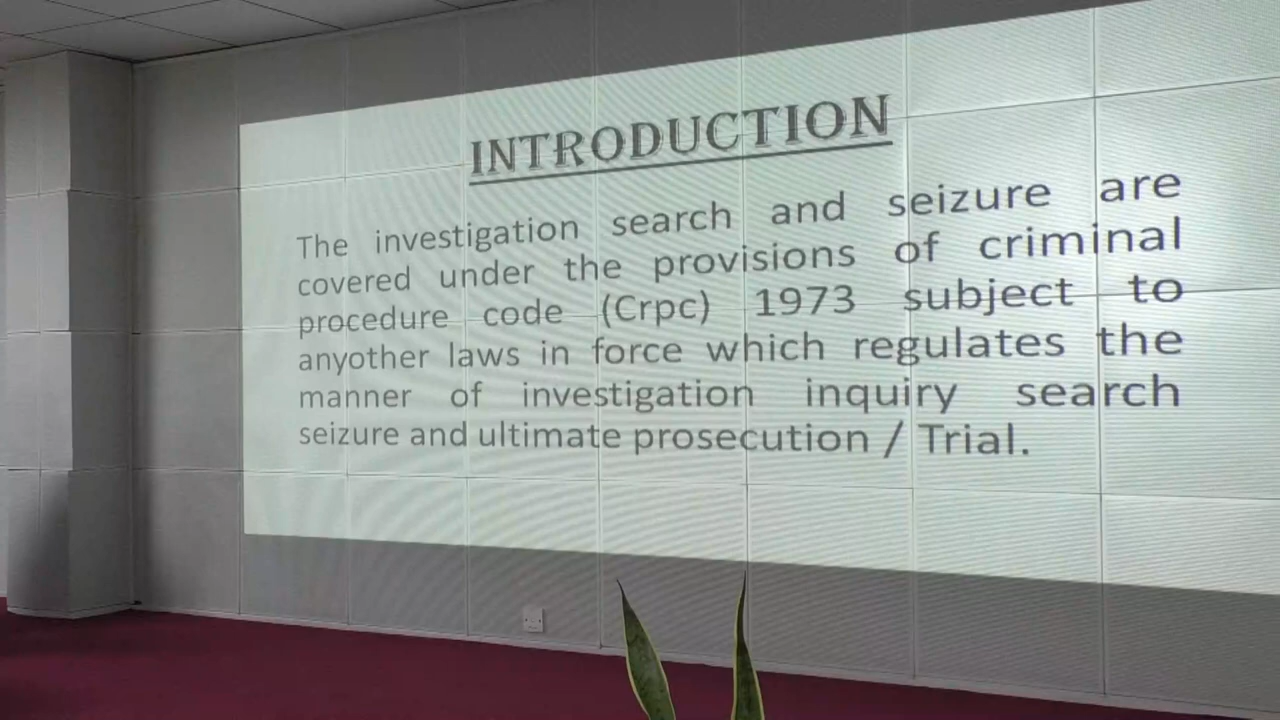 INTRODUCTION
The investigation search and seizure are
covered under the provisions of criminal
procedure code (Crpc) 1973 subject to
anyother laws in force which regulates the
manner of investigation inquiry search
seizure and ultimate prosecution / Trial.